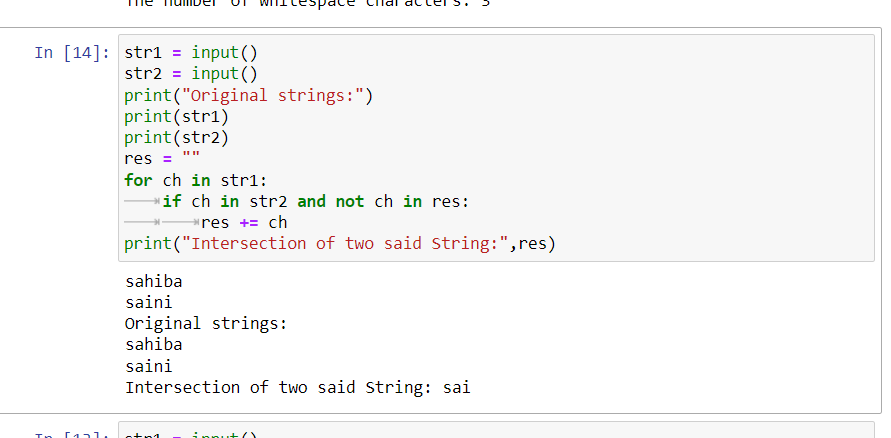 The number of whitespace characters: 3
In [14]: str1 = input()
str2 = input()
print("Original strings:")
print(str1)
print(str2)
res = ""
for ch in str1:
if ch in str2 and not ch in res:
res += ch
print("Intersection of two said String:",res)
sahiba
saini
Original strings:
sahiba
saini
Intersection of two said String: sai
In [13]: str1 = input()